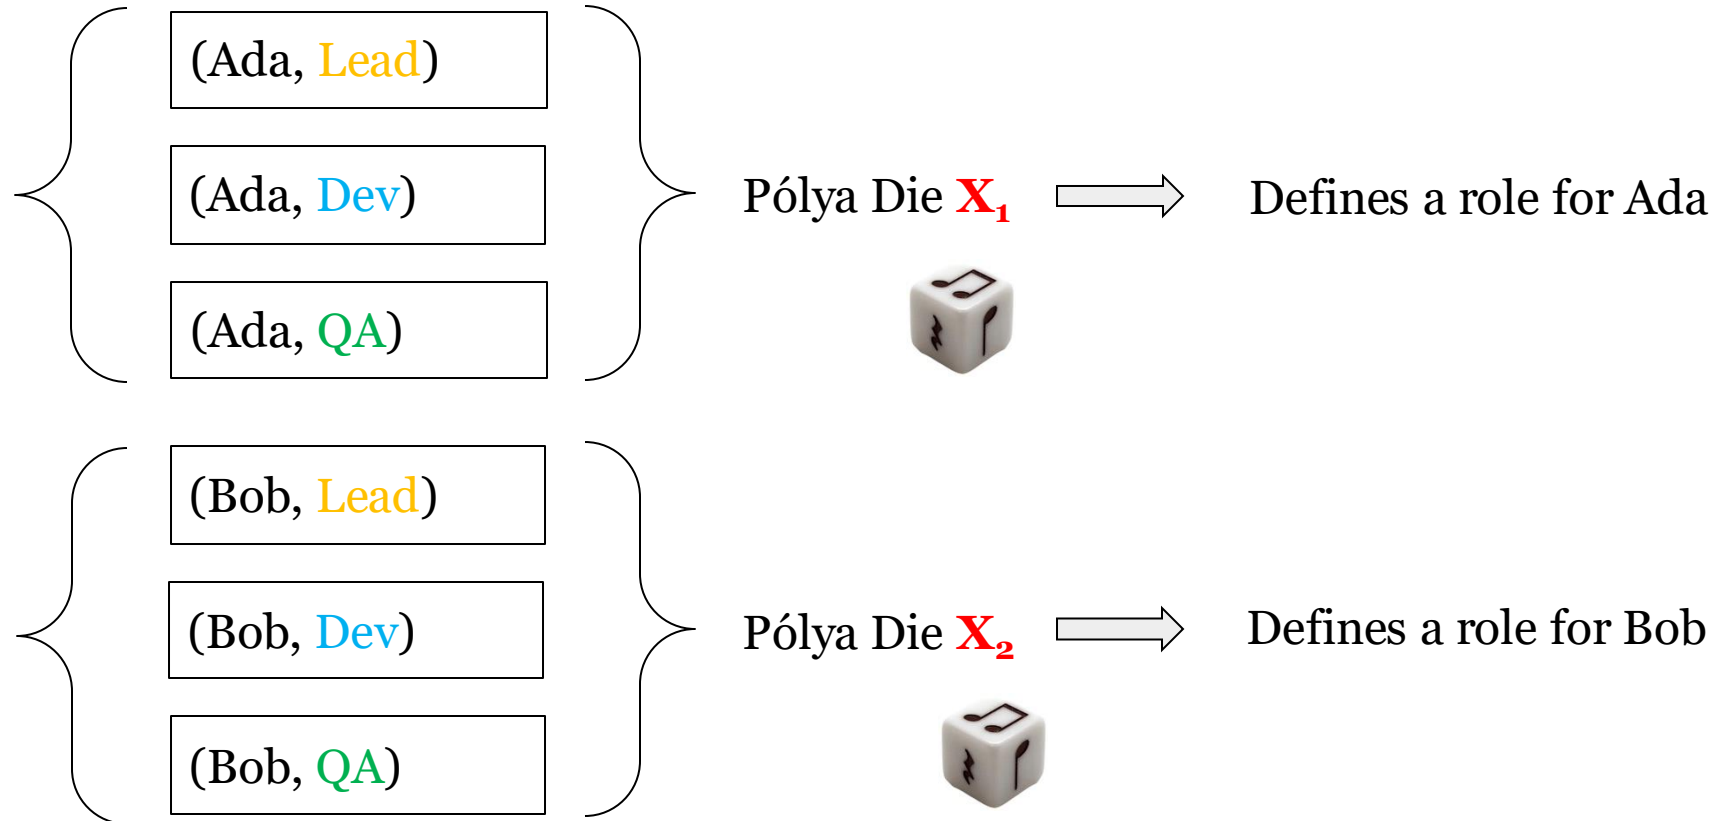 (Ada, Lead)
(Ada, Dev)
(Ada, QA)
Pólya Die X₁
Defines a role for Ada
(Bob, Lead)
(Bob, Dev)
(Bob, QA)
Pólya Die X₂
Defines a role for Bob